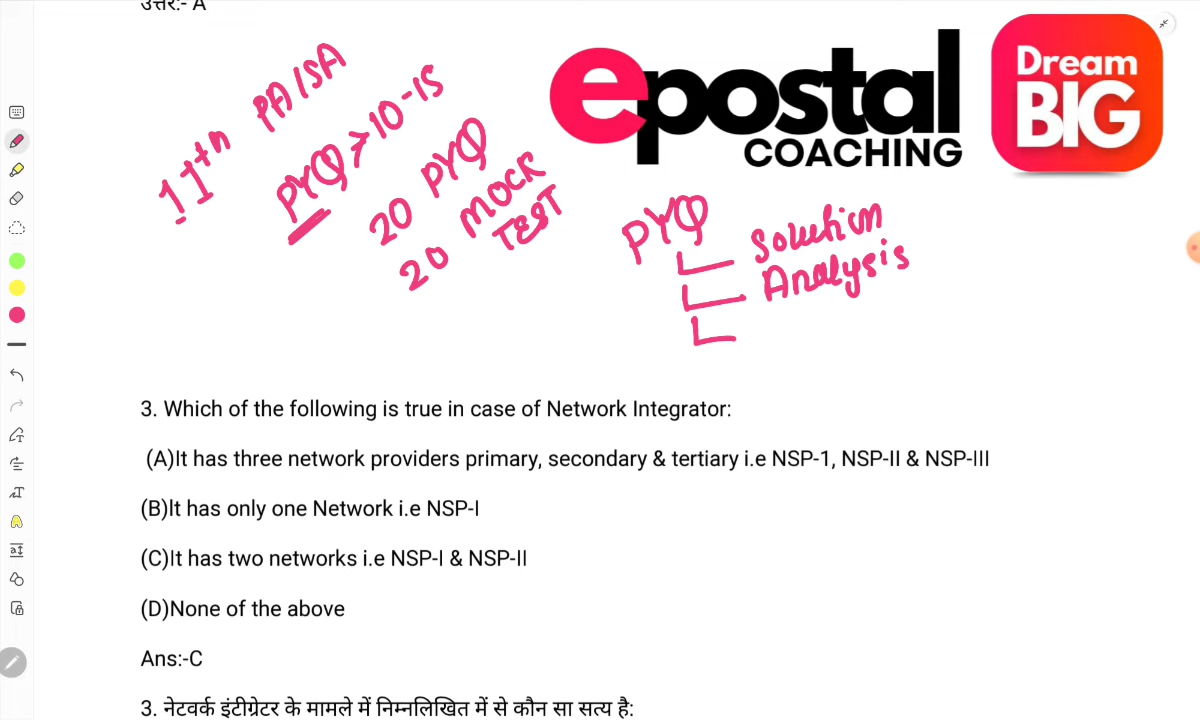 उत्तर:- A
11th PA/SA
PYQ > 10-15
20 PYQ
20 MOCK
TEST
epostal
COACHING
Dream
BIG
PYQ
Solution
Analysis
3. Which of the following is true in case of Network Integrator:
(A)It has three network providers primary, secondary & tertiary i.e NSP-1, NSP-II & NSP-III
(B)It has only one Network i.e NSP-I
(C)It has two networks i.e NSP-I & NSP-II
(D)None of the above
Ans:-C
3. नेटवर्क इंटीग्रेटर के मामले में निम्नलिखित में से कौन सा सत्य है: